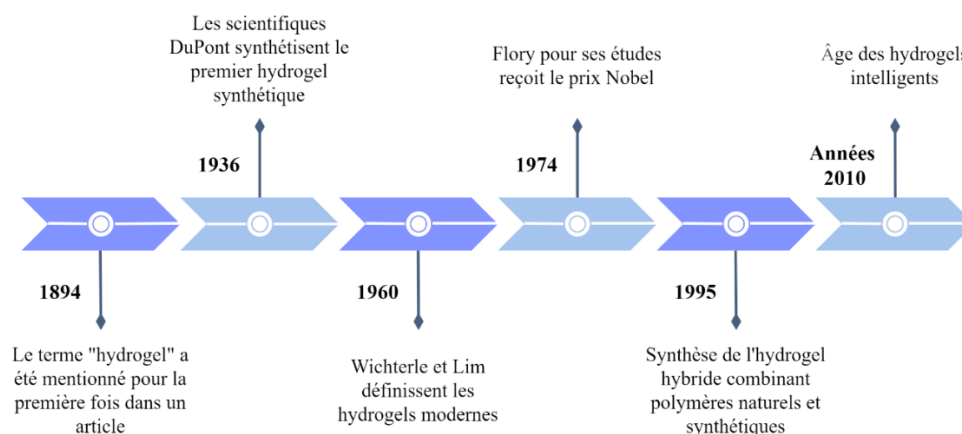 Les scientifiques
DuPont synthétisent le
premier hydrogel
synthétique
Flory pour ses études
reçoit le prix Nobel
Âge des hydrogels
intelligents
1936
1974
Années
2010
1894
1960
1995
Le terme "hydrogel" a
été mentionné pour la
première fois dans un
article
Wichterle et Lim
définissent les
hydrogels modernes
Synthèse de l'hydrogel
hybride combinant
polymères naturels et
synthétiques